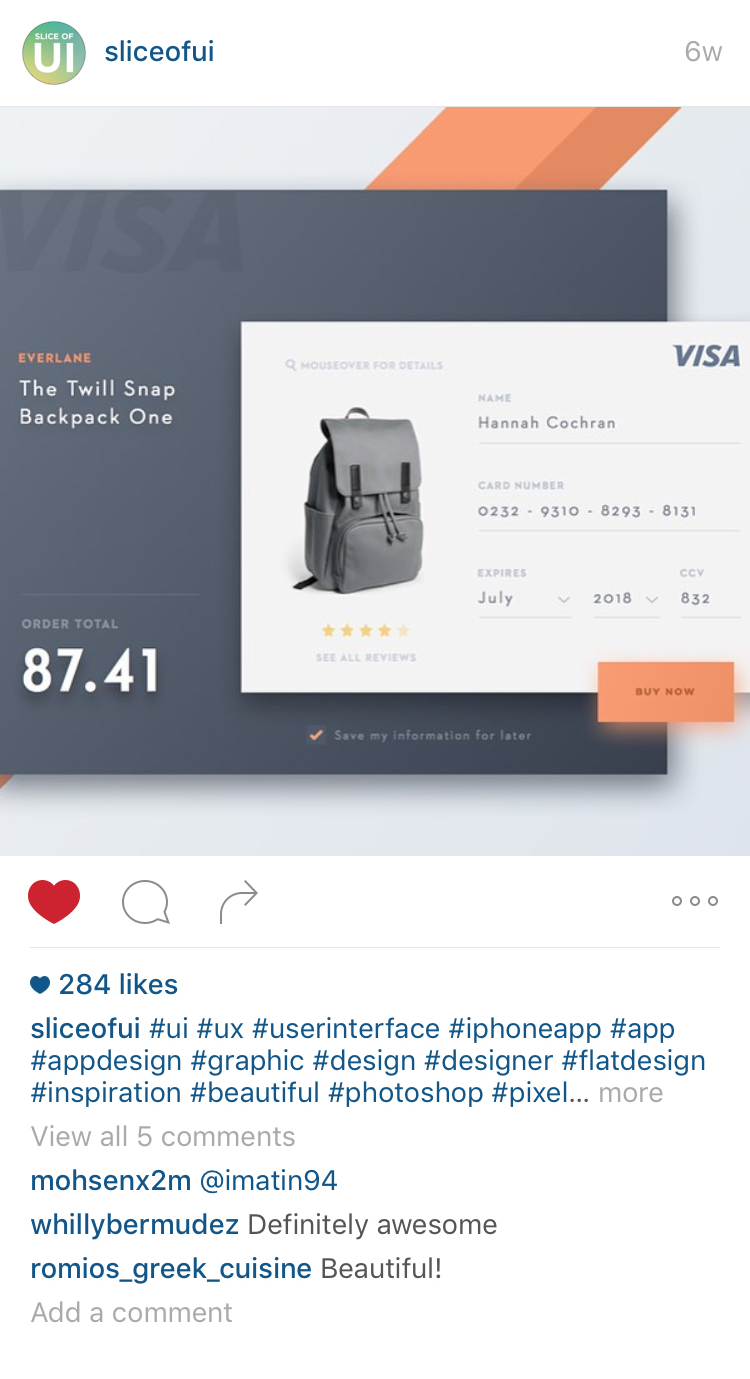 SLICE OF
UI
sliceofui
6w
VISA
EVERLANE
The Twill Snap
Backpack One
ORDER TOTAL
87.41
MOUSEOVER FOR DETAILS
SEE ALL REVIEWS
VISA
NAME
Hannah Cochran
CARD NUMBER
0232 - 9310 - 8293 - 8131
EXPIRES CCV
July 2018 832
BUY NOW
Save my information for later
284 likes
sliceofui #ui #ux #userinterface #iphoneapp #app
#appdesign #graphic #design #designer #flatdesign
#inspiration #beautiful #photoshop #pixel... more
View all 5 comments
mohsenx2m @imatin94
whillybermudez Definitely awesome
romios_greek_cuisine Beautiful!
Add a comment